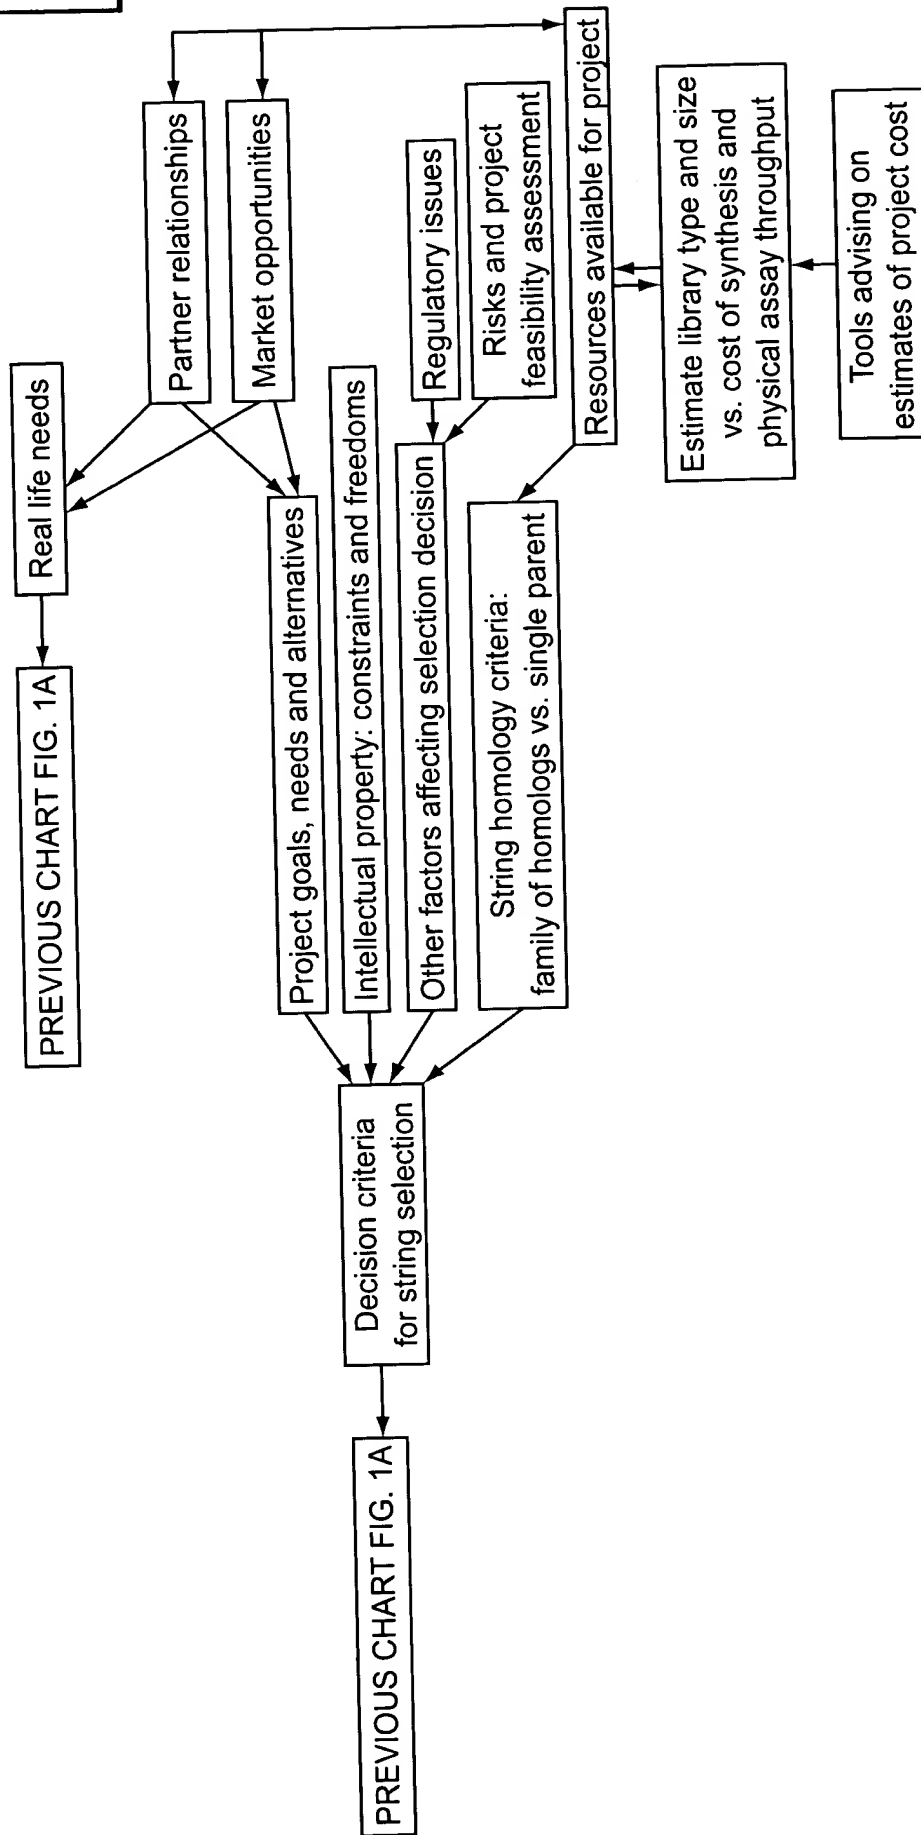 PREVIOUS CHART FIG. 1A
Real life needs
Partner relationships
Market opportunities
Project goals, needs and alternatives
Intellectual property: constraints and freedoms
Regulatory issues
Other factors affecting selection decision
Risks and project
feasibility assessment
String homology criteria:
family of homologs vs. single parent
Resources available for project
Decision criteria
for string selection
PREVIOUS CHART FIG. 1A
Estimate library type and size
vs. cost of synthesis and
physical assay throughput
Tools advising on
estimates of project cost